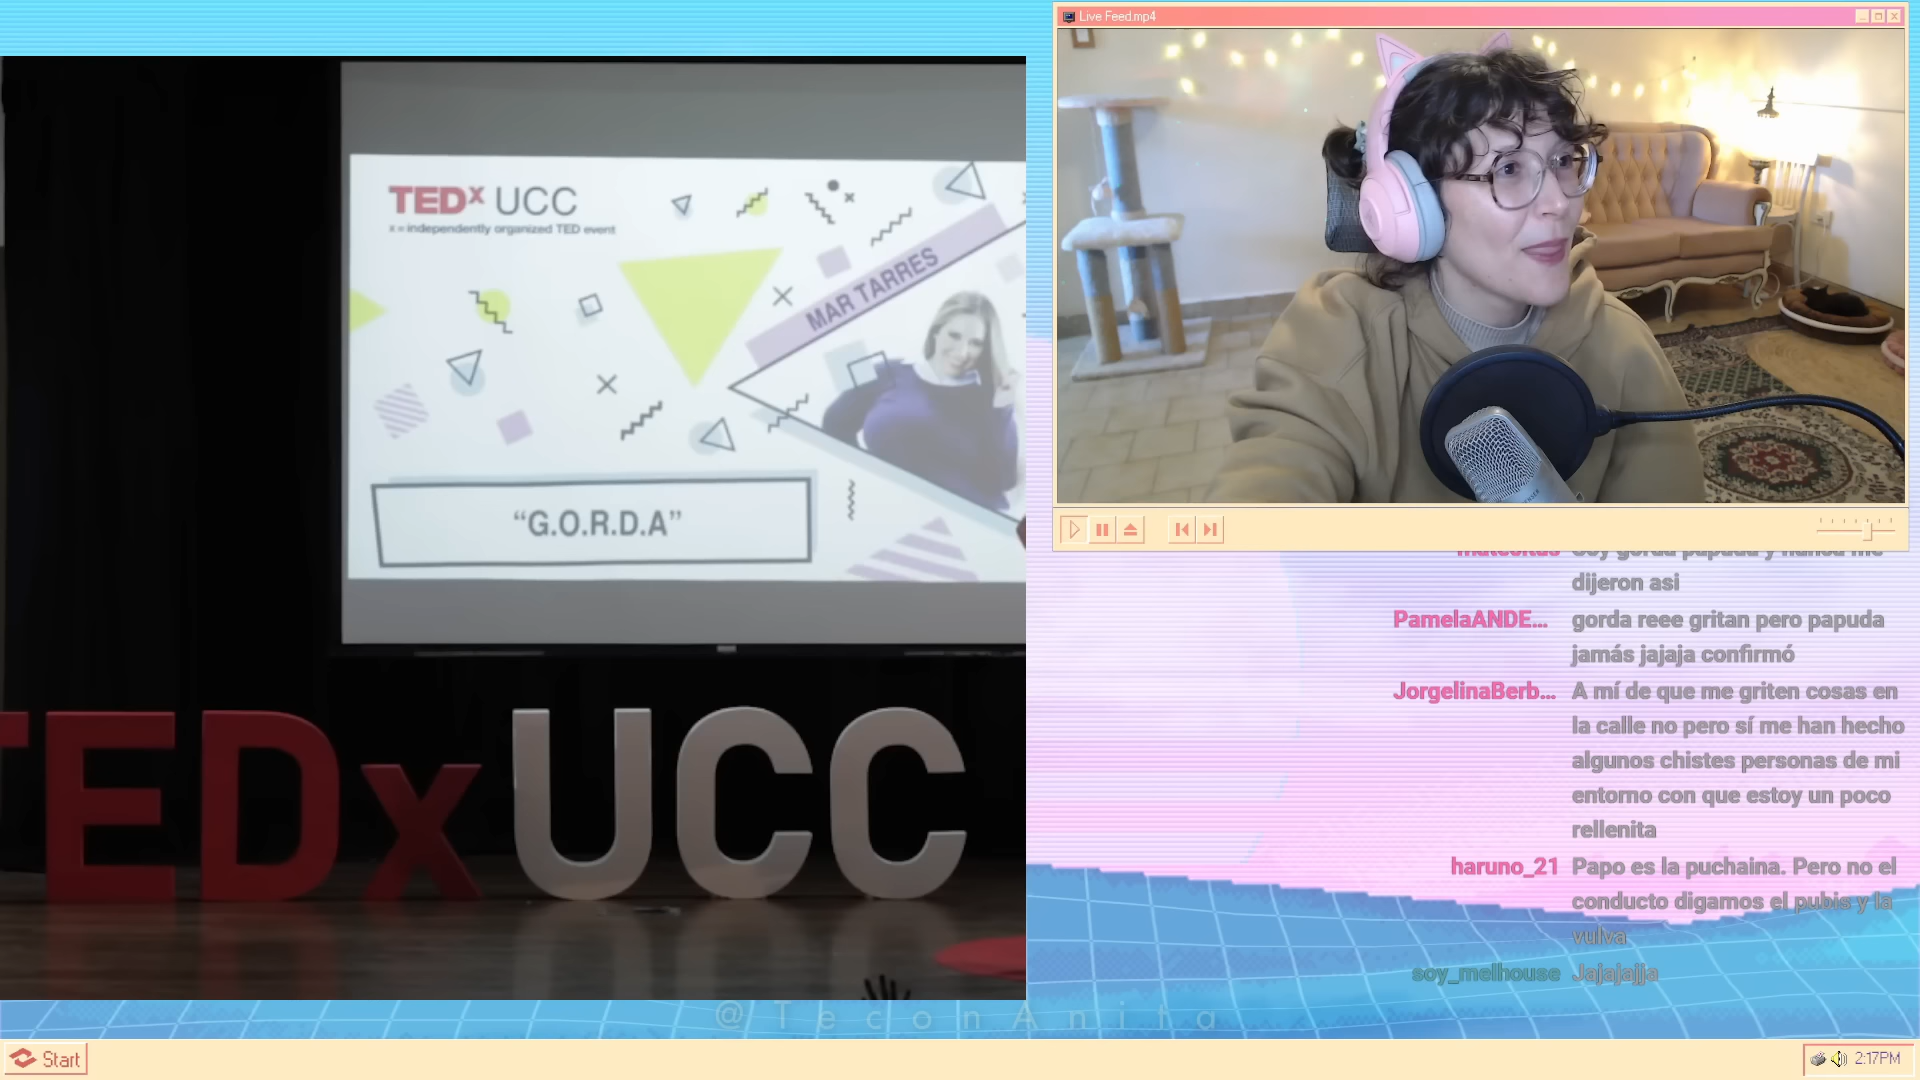 Live Feed.mp4
TEDx UCC
x = independently organized TED event
MAR TARRES
“G.O.R.D.A”
TEDx UCC
dijeron asi
PamelaANDE... gorda reee gritan pero papuda
jamás jajaja confirmó
JorgelinaBerb... A mí de que me griten cosas en
la calle no pero sí me han hecho
algunos chistes personas de mi
entorno con que estoy un poco
rellenita
haruno_21 Papo es la puchaina. Pero no el
conducto digamos el pubis y la
vulva
soy_melhouse Jajajajja
@TeconAnita
Start
2:17PM